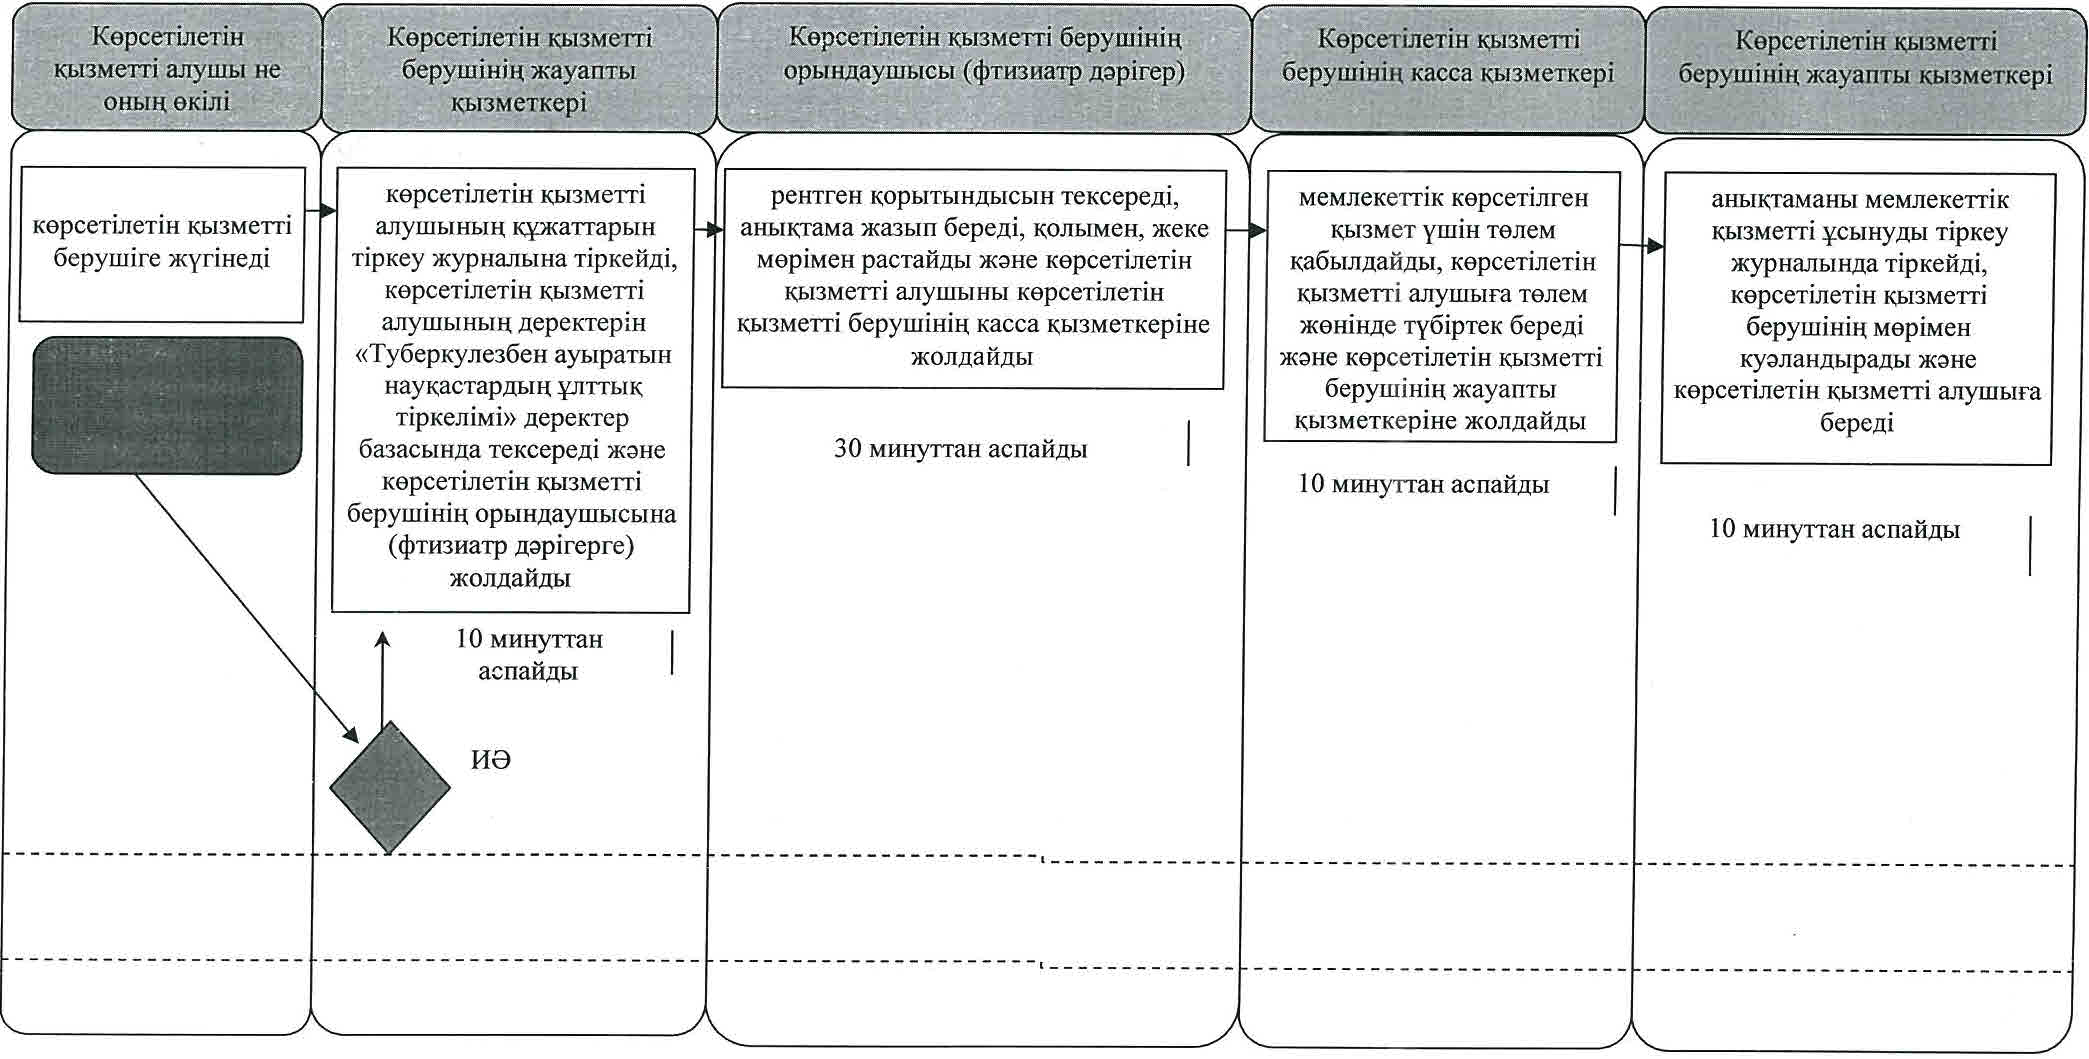 Көрсетілетін
қызметті алушы не
оның өкілі
Көрсетілетін қызметті
берушінің жауапты
қызметкері
Көрсетілетін қызметті берушінің
орындаушысы (фтизиатр дәрігер)
Көрсетілетін қызметті
берушінің касса қызметкері
Көрсетілетін қызметті
берушінің жауапты қызметкері
көрсетілетін қызметті
берушіге жүгінеді
көрсетілетін қызметті
алушының құжаттарын
тіркеу журналына тіркейді,
көрсетілетін қызметті
алушының деректерін
«Туберкулезбен ауыратын
науқастардың ұлттық
тіркелімі» деректер
базасында тексереді және
көрсетілетін қызметті
берушінің орындаушысына
(фтизиатр дәрігерге)
жолдайды
10 минуттан
аспайды
ИӘ
рентген қорытындысын тексереді,
анықтама жазып береді, қолымен, жеке
мөрімен растайды және көрсетілетін
қызметті алушыны көрсетілетін
қызметті берушінің касса қызметкеріне
жолдайды
30 минуттан аспайды
мемлекеттік көрсетілген
қызмет үшін төлем
қабылдайды, көрсетілетін
қызметті алушыға төлем
жөнінде түбіртек береді
және көрсетілетін қызметті
берушінің жауапты
қызметкеріне жолдайды
10 минуттан аспайды
анықтаманы мемлекеттік
қызметті ұсынуды тіркеу
журналында тіркейді,
көрсетілетін қызметті
берушінің мөрімен
куәландырады және
көрсетілетін қызметті алушыға
береді
10 минуттан аспайды